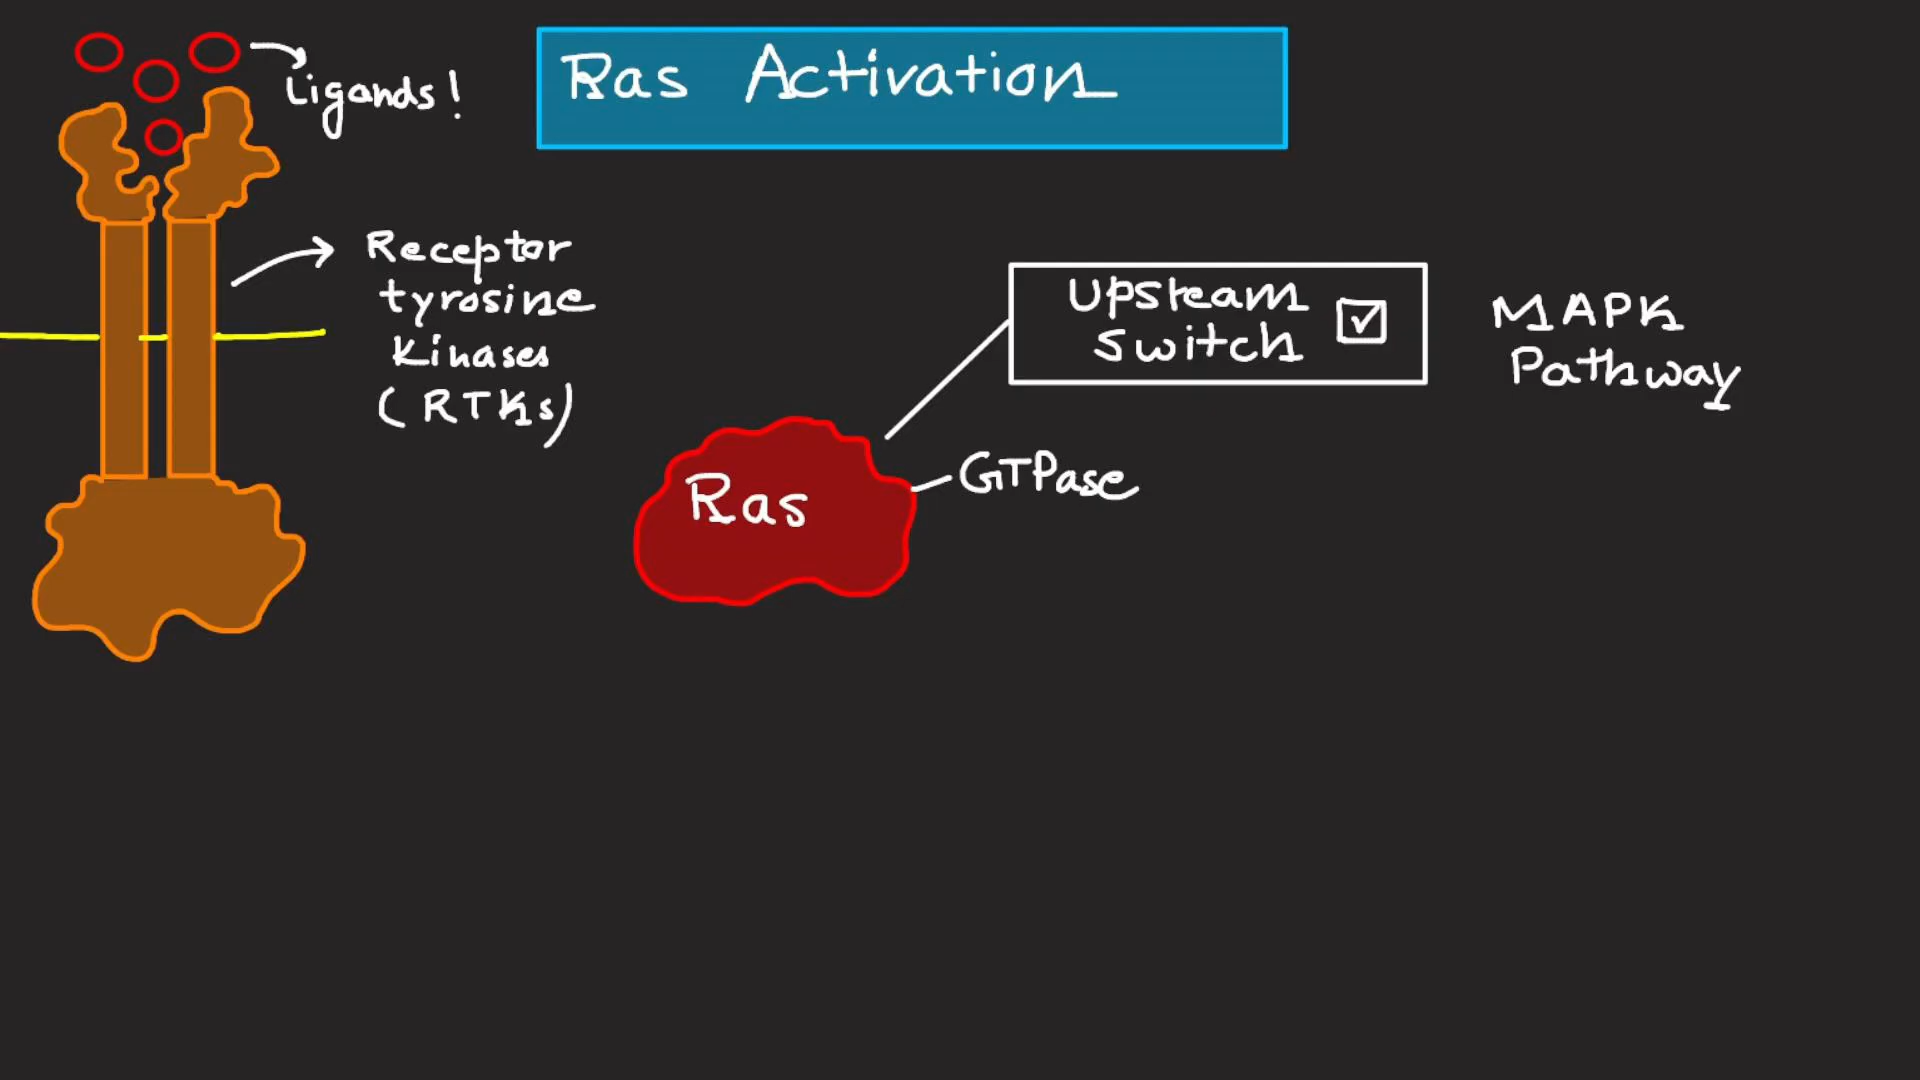 Ras Activation
Ligands!
Receptor
tyrosine
Kinases
(RTKs)
Upstream
Switch ☑
MAPK
Pathway
Ras
GTPase